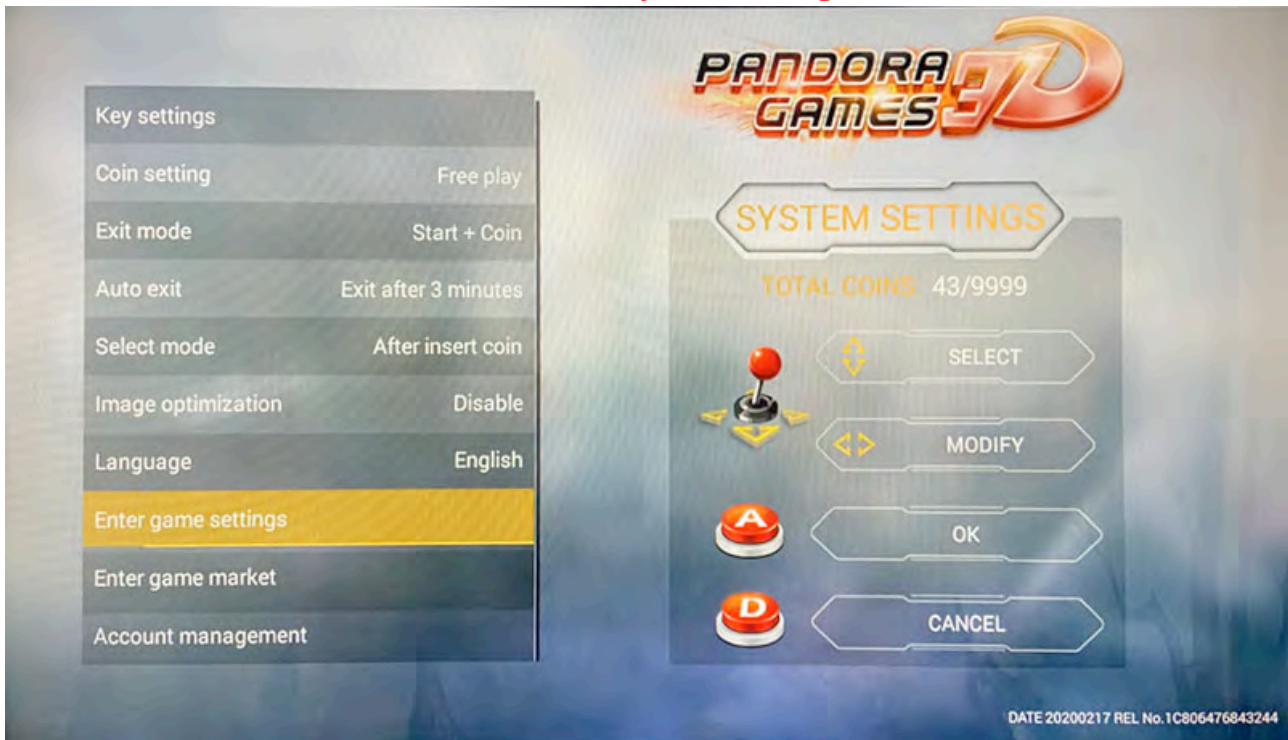 PANDORA
GAMES 3D
Key settings
Coin setting Free play
Exit mode Start + Coin
Auto exit Exit after 3 minutes
Select mode After insert coin
Image optimization Disable
Language English
Enter game settings
Enter game market
Account management
SYSTEM SETTINGS
TOTAL COINS: 43/9999
SELECT
MODIFY
A OK
D CANCEL
DATE 20200217 REL No.1C806476843244